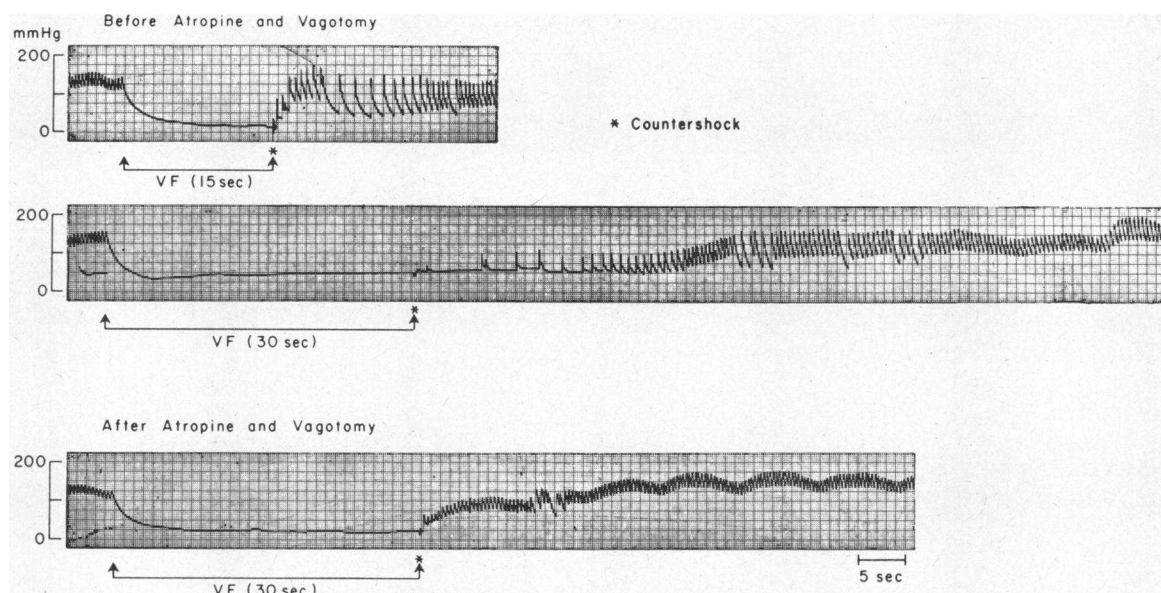 Before Atropine and Vagotomy
mmHg
200
0
* Countershock
*
VF (15 sec)
200
0
*
VF (30 sec)
After Atropine and Vagotomy
200
0
5 sec
*
VF (30 sec)